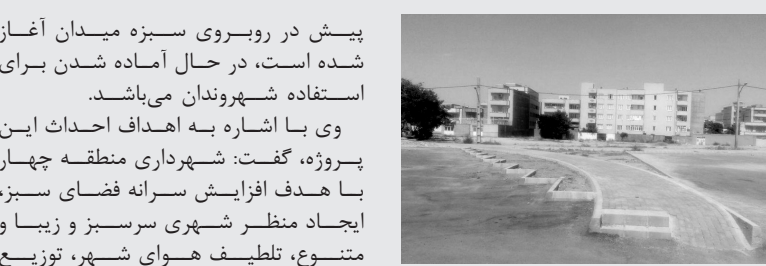 پیش در روبروی سبزه میدان آغاز
شده است، در حال آماده شدن برای
استفاده شهروندان می‌باشد.
وی با اشاره به اهداف احداث این
پروژه، گفت: شهرداری منطقه چهار
با هدف افزایش سرانه فضای سبز،
ایجاد منظر شهری سرسبز و زیبا و
متنوع، تلطیف هوای شهر، توزیع